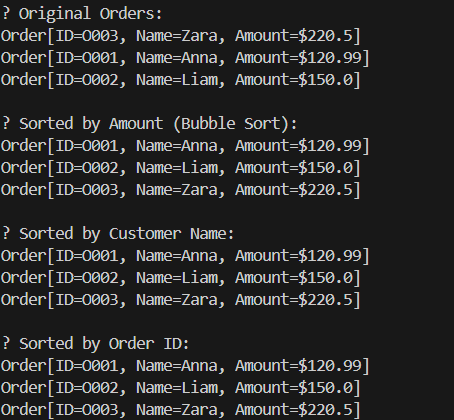 ? Original Orders:
Order[ID=O003, Name=Zara, Amount=$220.5]
Order[ID=O001, Name=Anna, Amount=$120.99]
Order[ID=O002, Name=Liam, Amount=$150.0]

? Sorted by Amount (Bubble Sort):
Order[ID=O001, Name=Anna, Amount=$120.99]
Order[ID=O002, Name=Liam, Amount=$150.0]
Order[ID=O003, Name=Zara, Amount=$220.5]

? Sorted by Customer Name:
Order[ID=O001, Name=Anna, Amount=$120.99]
Order[ID=O002, Name=Liam, Amount=$150.0]
Order[ID=O003, Name=Zara, Amount=$220.5]

? Sorted by Order ID:
Order[ID=O001, Name=Anna, Amount=$120.99]
Order[ID=O002, Name=Liam, Amount=$150.0]
Order[ID=O003, Name=Zara, Amount=$220.5]